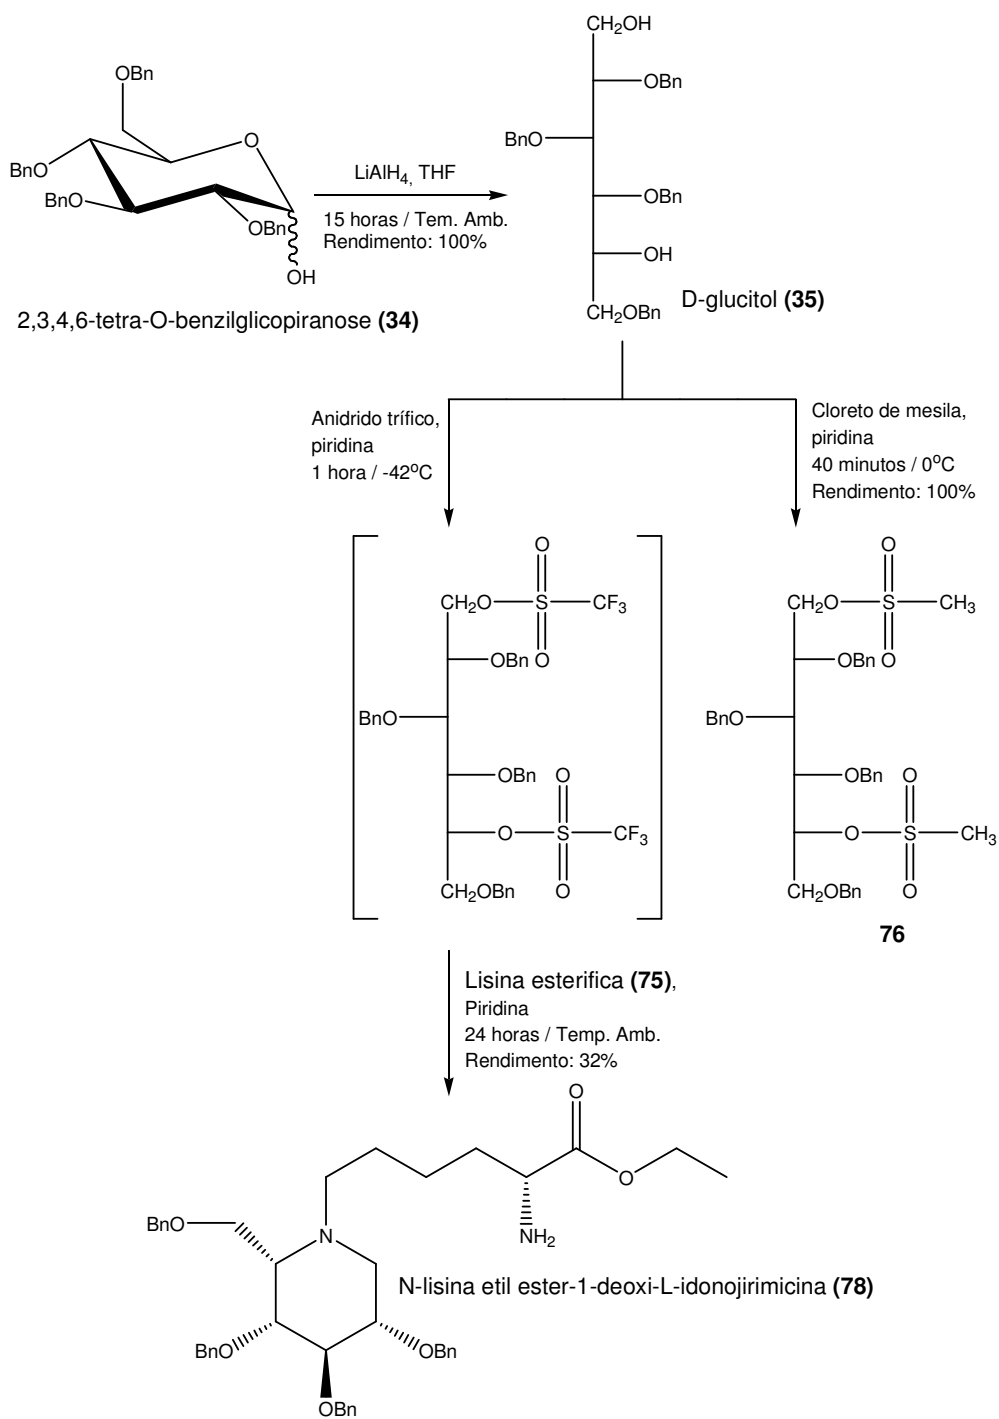 CH2OH
OBn
OBn
BnO
O
BnO
BnO
OBn
OH
LiAlH4, THF
15 horas / Tem. Amb.
Rendimento: 100%
OBn
OH
CH2OBn
D-glucitol (35)
2,3,4,6-tetra-O-benzilglicopiranose (34)
Anidrido trífico,
piridina
1 hora / -42ºC
Cloreto de mesila,
piridina
40 minutos / 0ºC
Rendimento: 100%
O
CH2O
S
CF3
OBn
O
BnO
OBn
O
O
S
CF3
O
CH2OBn
O
CH2O
S
CH3
OBn
O
BnO
OBn
O
O
S
CH3
O
CH2OBn
76
Lisina esterifica (75),
Piridina
24 horas / Temp. Amb.
Rendimento: 32%
O
O
NH2
BnO
N
BnO
OBn
OBn
N-lisina etil ester-1-deoxi-L-idonojirimicina (78)